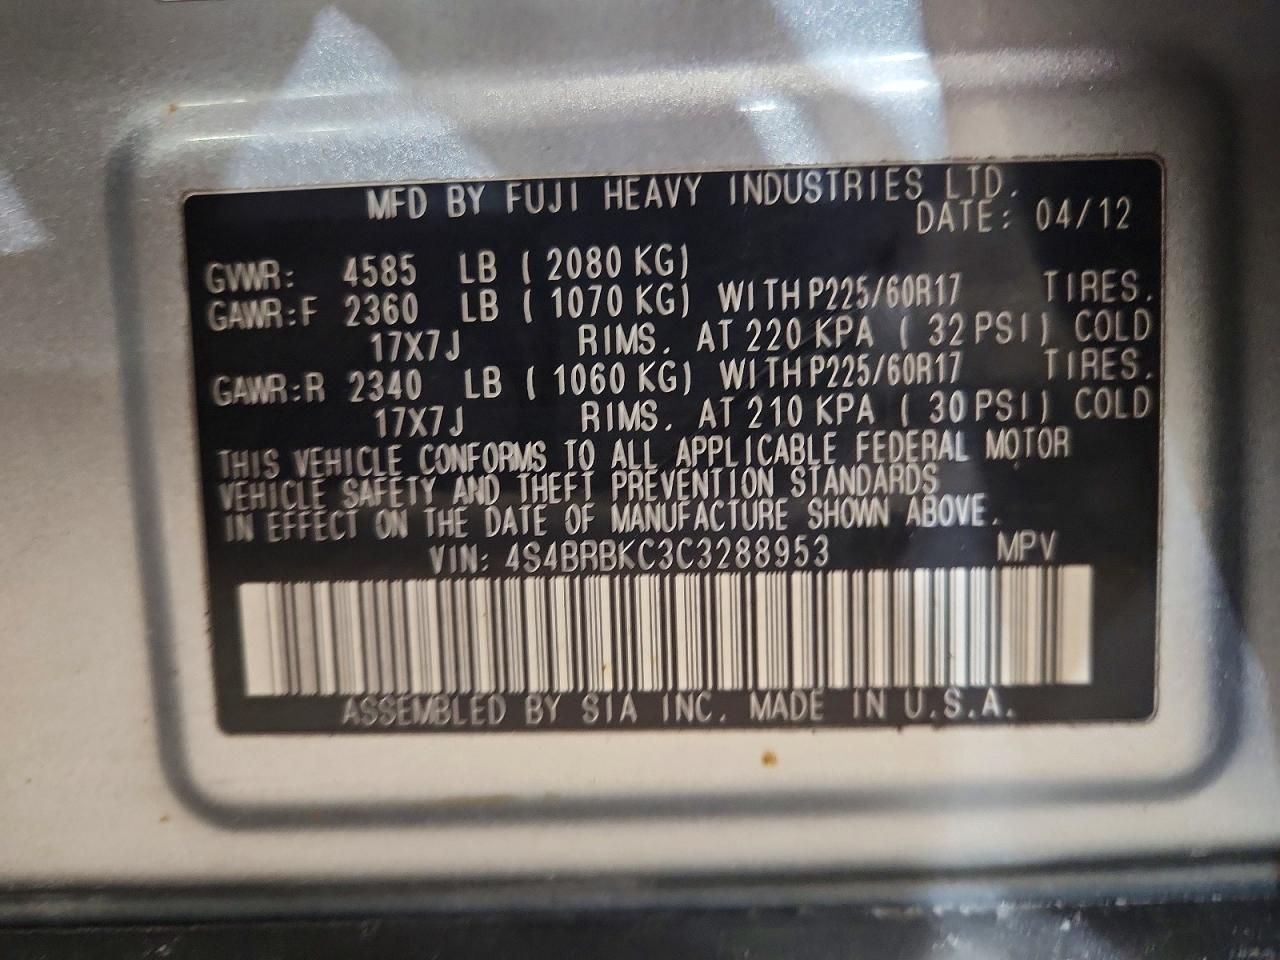 MFD BY FUJI HEAVY INDUSTRIES LTD.
DATE: 04/12
GVWR: 4585 LB ( 2080 KG)
GAWR:F 2360 LB ( 1070 KG) WITH P225/60R17 TIRES.
17X7J RIMS. AT 220 KPA ( 32 PSI) COLD
GAWR:R 2340 LB ( 1060 KG) WITH P225/60R17 TIRES.
17X7J RIMS. AT 210 KPA ( 30 PSI) COLD
THIS VEHICLE CONFORMS TO ALL APPLICABLE FEDERAL MOTOR
VEHICLE SAFETY AND THEFT PREVENTION STANDARDS
IN EFFECT ON THE DATE OF MANUFACTURE SHOWN ABOVE.
VIN: 4S4BRBKC3C3288953 MPV
ASSEMBLED BY SIA INC. MADE IN U.S.A.